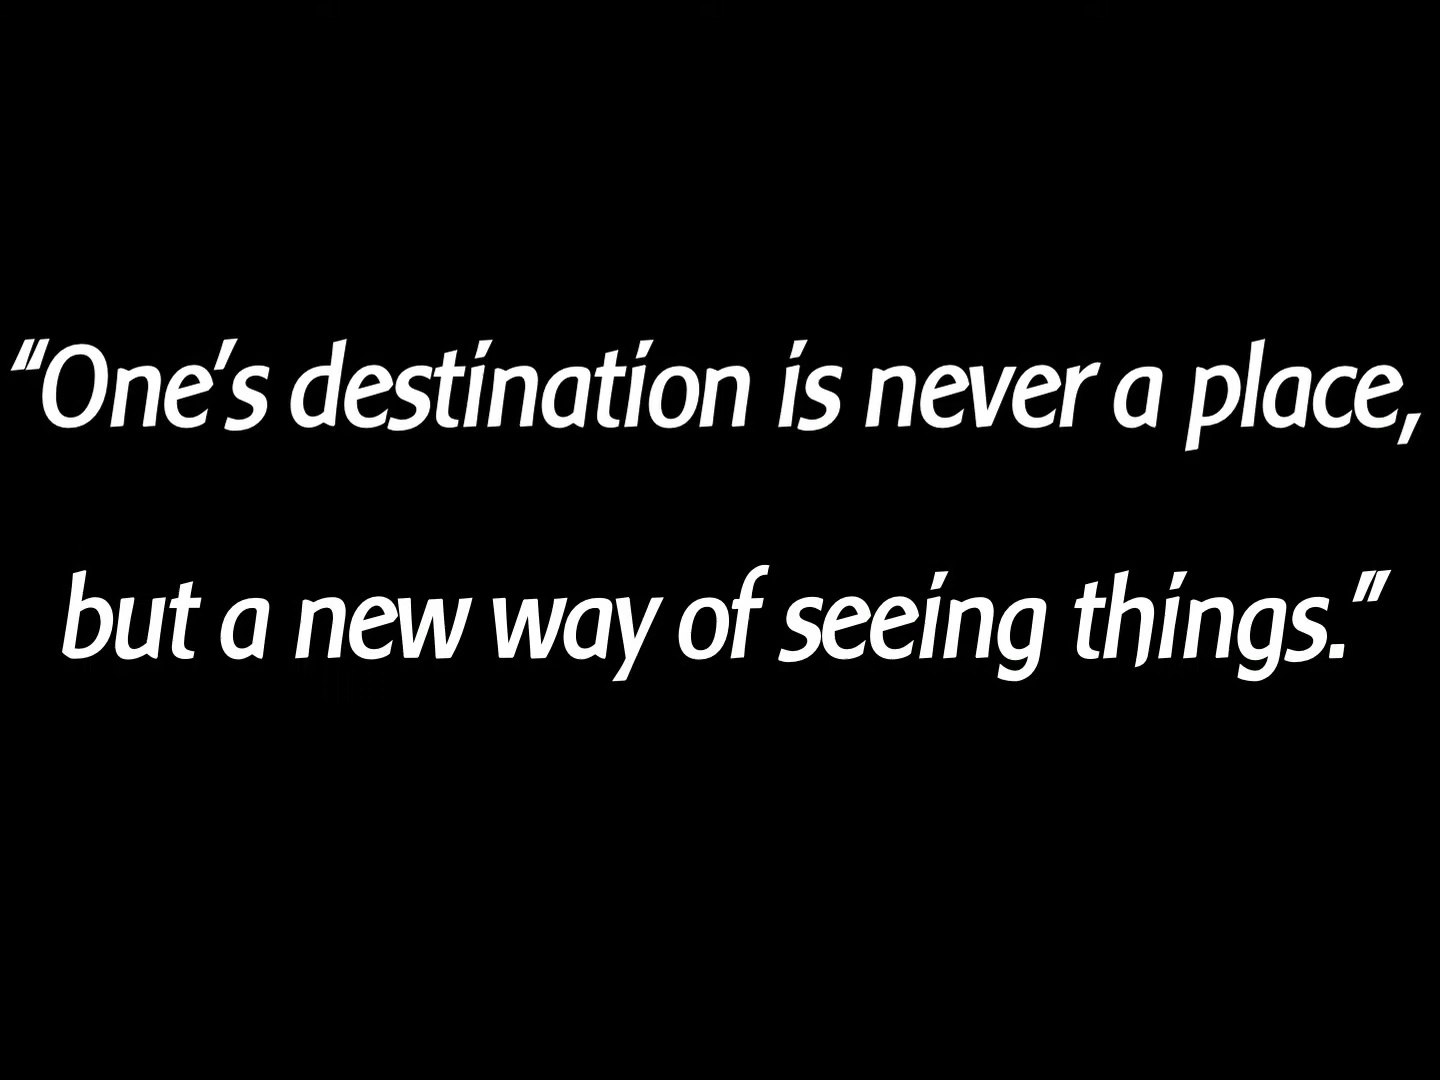 “One’s destination is never a place,
but a new way of seeing things.”